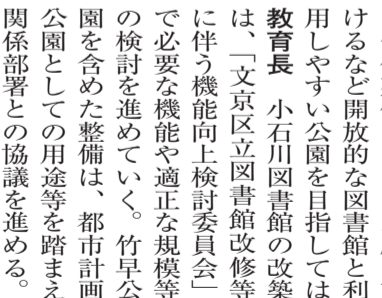 けるなど開放的な図書館と利
用しやすい公園を目指しては
教育長　小石川図書館の改築
は、「文京区立図書館改修等
に伴う機能向上検討委員会」
で必要な機能や適正な規模等
の検討を進めていく。竹早公
園を含めた整備は、都市計画
公園としての用途等を踏まえ
関係部署との協議を進める。